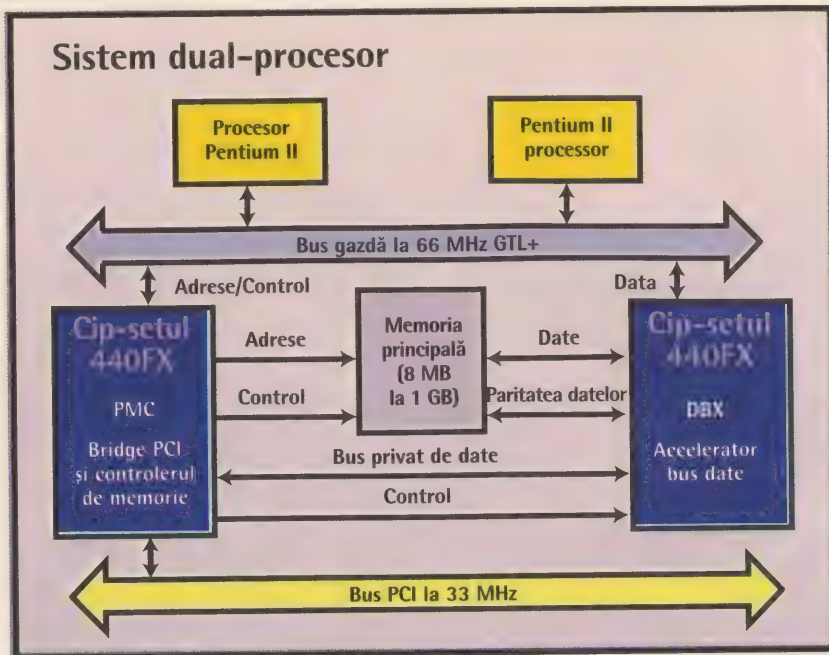 Sistem dual-procesor
Procesor
Pentium II
Pentium II
processor
Bus gazdă la 66 MHz GTL+
Adrese/Control
Data
Cip-setul
440FX
PMC
Bridge PCI
și controlerul
de memorie
Adrese
Control
Memoria
principală
(8 MB
la 1 GB)
Date
Paritatea datelor
Cip-setul
440FX
DBX
Accelerator
bus date
Bus privat de date
Control
Bus PCI la 33 MHz